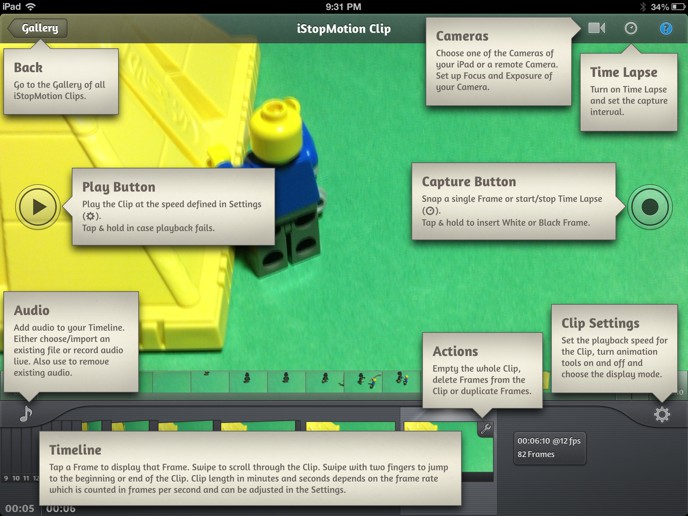 iPad
9:31 PM
34%
Gallery
iStopMotion Clip
Back
Go to the Gallery of all
iStopMotion Clips.
Cameras
Choose one of the Cameras of
your iPad or a remote Camera.
Set up Focus and Exposure of
your Camera.
?
Time Lapse
Turn on Time Lapse
and set the capture
interval.
Play Button
Play the Clip at the speed defined in Settings
().
Tap & hold in case playback fails.
Capture Button
Snap a single Frame or start/stop Time Lapse
().
Tap & hold to insert White or Black Frame.
Audio
Add audio to your Timeline.
Either choose/import an
existing file or record audio
live. Also use to remove
existing audio.
Actions
Empty the whole Clip,
delete Frames from the
Clip or duplicate Frames.
Clip Settings
Set the playback speed for
the Clip, turn animation
tools on and off and
choose the display mode.
Timeline
Tap a Frame to display that Frame. Swipe to scroll through the Clip. Swipe with two fingers to jump
to the beginning or end of the Clip. Clip length in minutes and seconds depends on the frame rate
which is counted in frames per second and can be adjusted in the Settings.
00:06:10 @12 fps
82 Frames
9 10 11 12
00:05 00:06